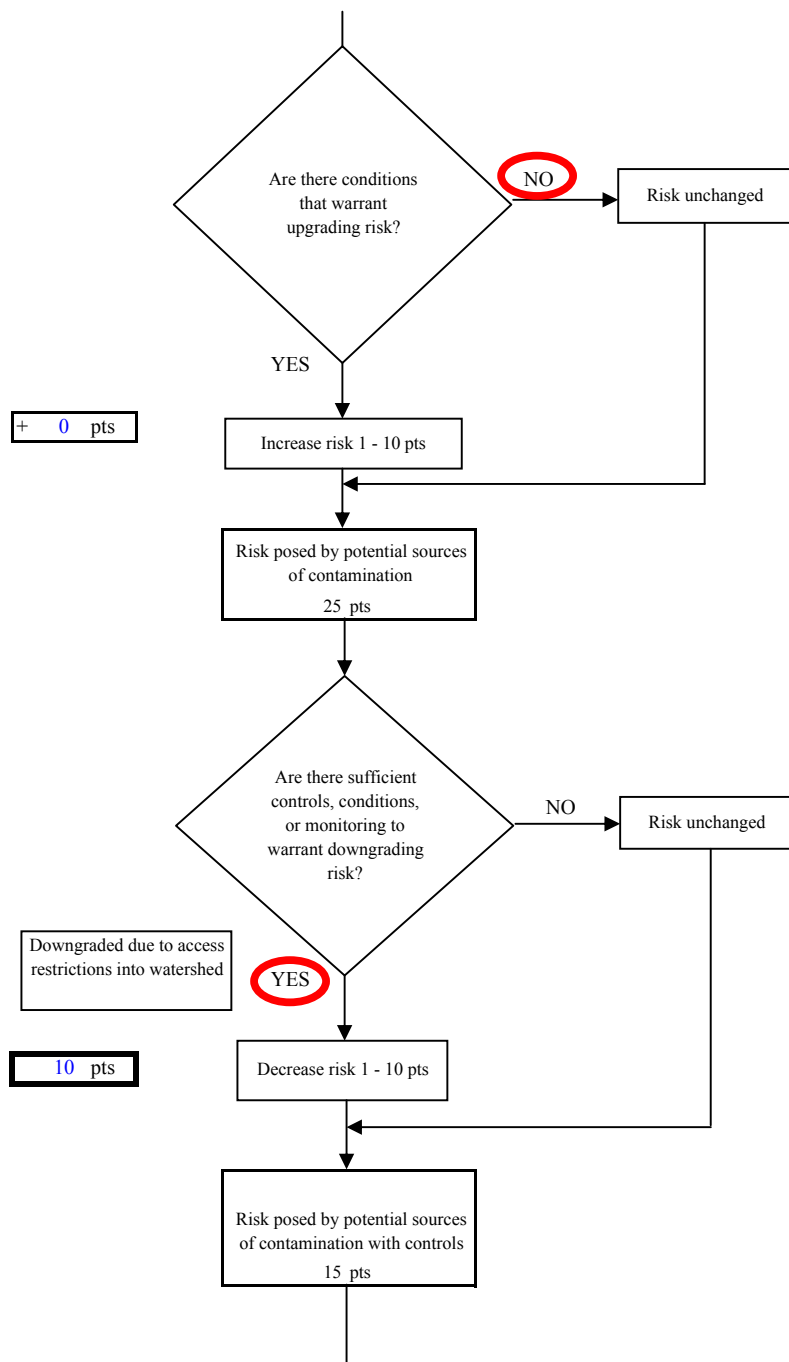 Are there conditions
that warrant
upgrading risk?
NO
Risk unchanged
YES
+ 0 pts
Increase risk 1 - 10 pts
Risk posed by potential sources
of contamination
25 pts
Are there sufficient
controls, conditions,
or monitoring to
warrant downgrading
risk?
NO
Risk unchanged
Downgraded due to access
restrictions into watershed
YES
10 pts
Decrease risk 1 - 10 pts
Risk posed by potential sources
of contamination with controls
15 pts